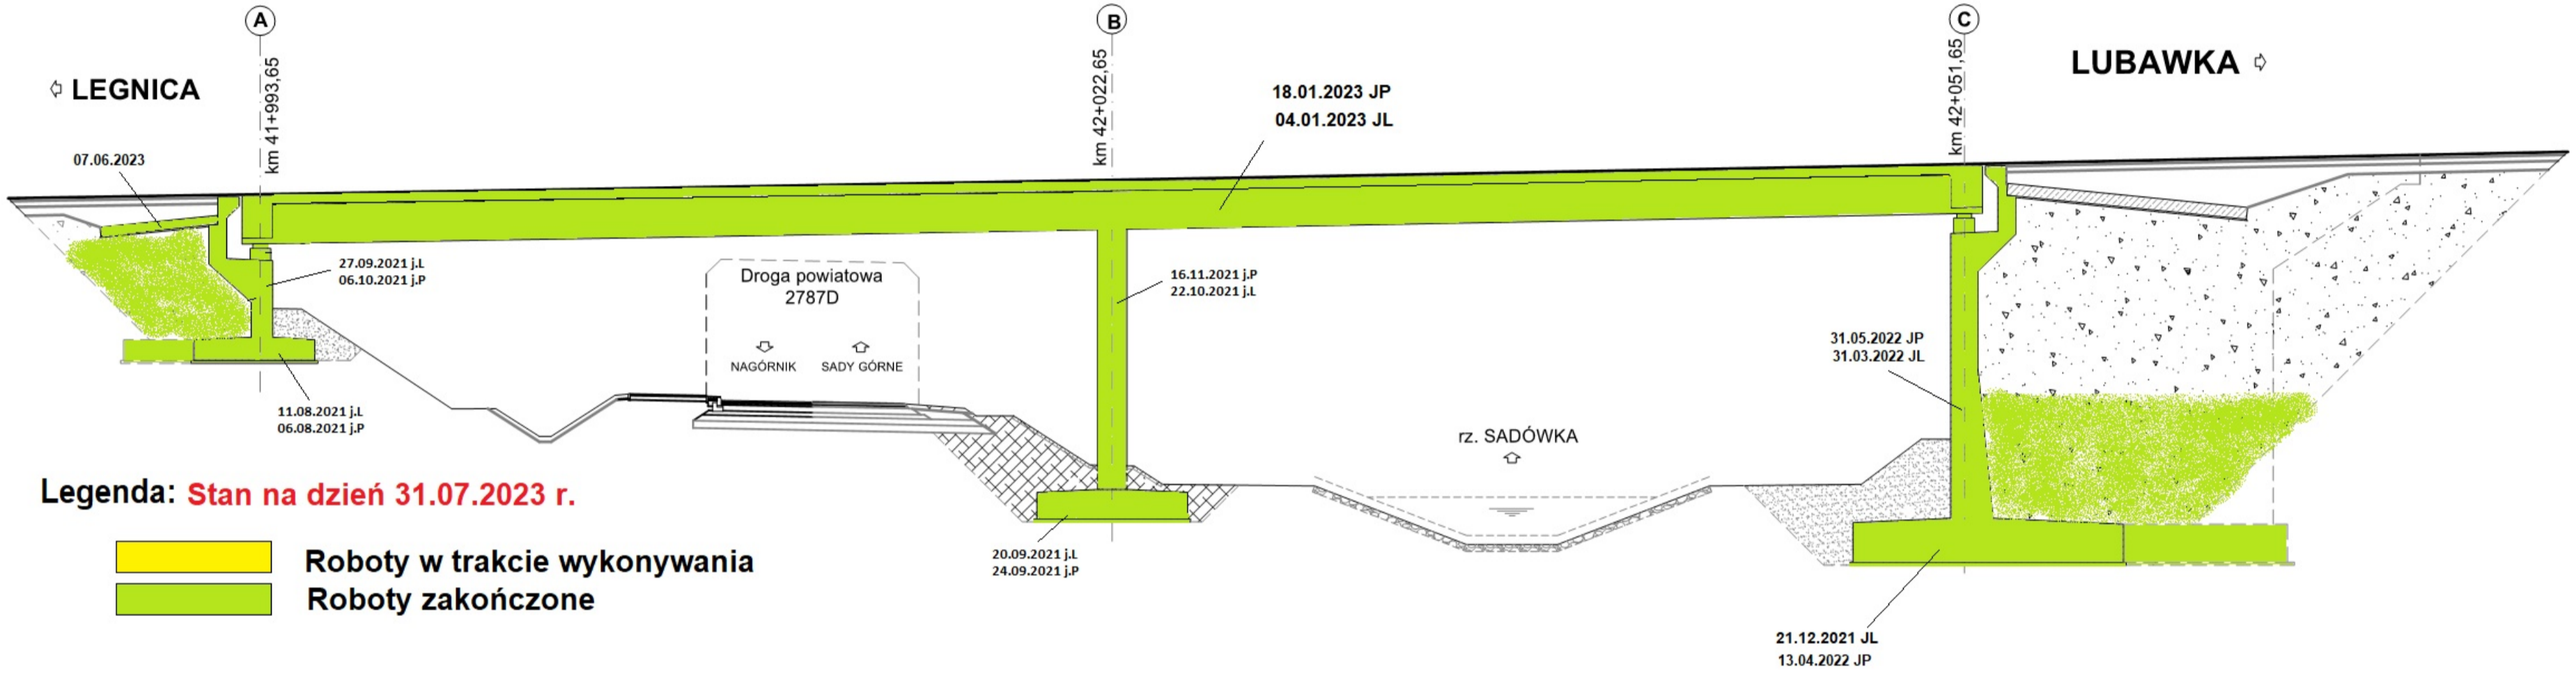 A
B
C
LEGNICA
km 41+993,65
km 42+022,65
km 42+051,65
LUBAWKA
18.01.2023 JP
04.01.2023 JL
07.06.2023
27.09.2021 j.L
06.10.2021 j.P
Droga powiatowa
2787D
NAGÓRNIK SADY GÓRNE
16.11.2021 j.P
22.10.2021 j.L
31.05.2022 JP
31.03.2022 JL
11.08.2021 j.L
06.08.2021 j.P
rz. SADÓWKA
Legenda: Stan na dzień 31.07.2023 r.
Roboty w trakcie wykonywania
Roboty zakończone
20.09.2021 j.L
24.09.2021 j.P
21.12.2021 JL
13.04.2022 JP